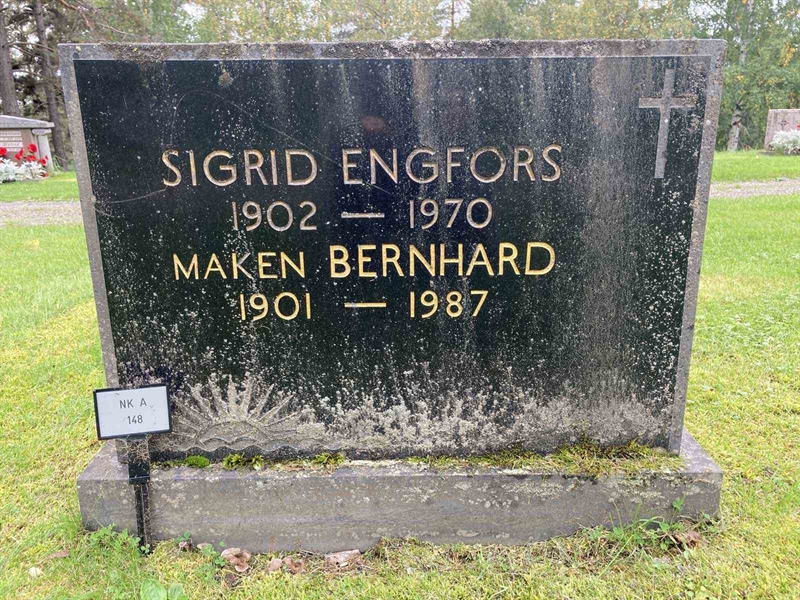 SIGRID ENGFORS
1902 — 1970
MAKEN BERNHARD
1901 — 1987
NK A
148